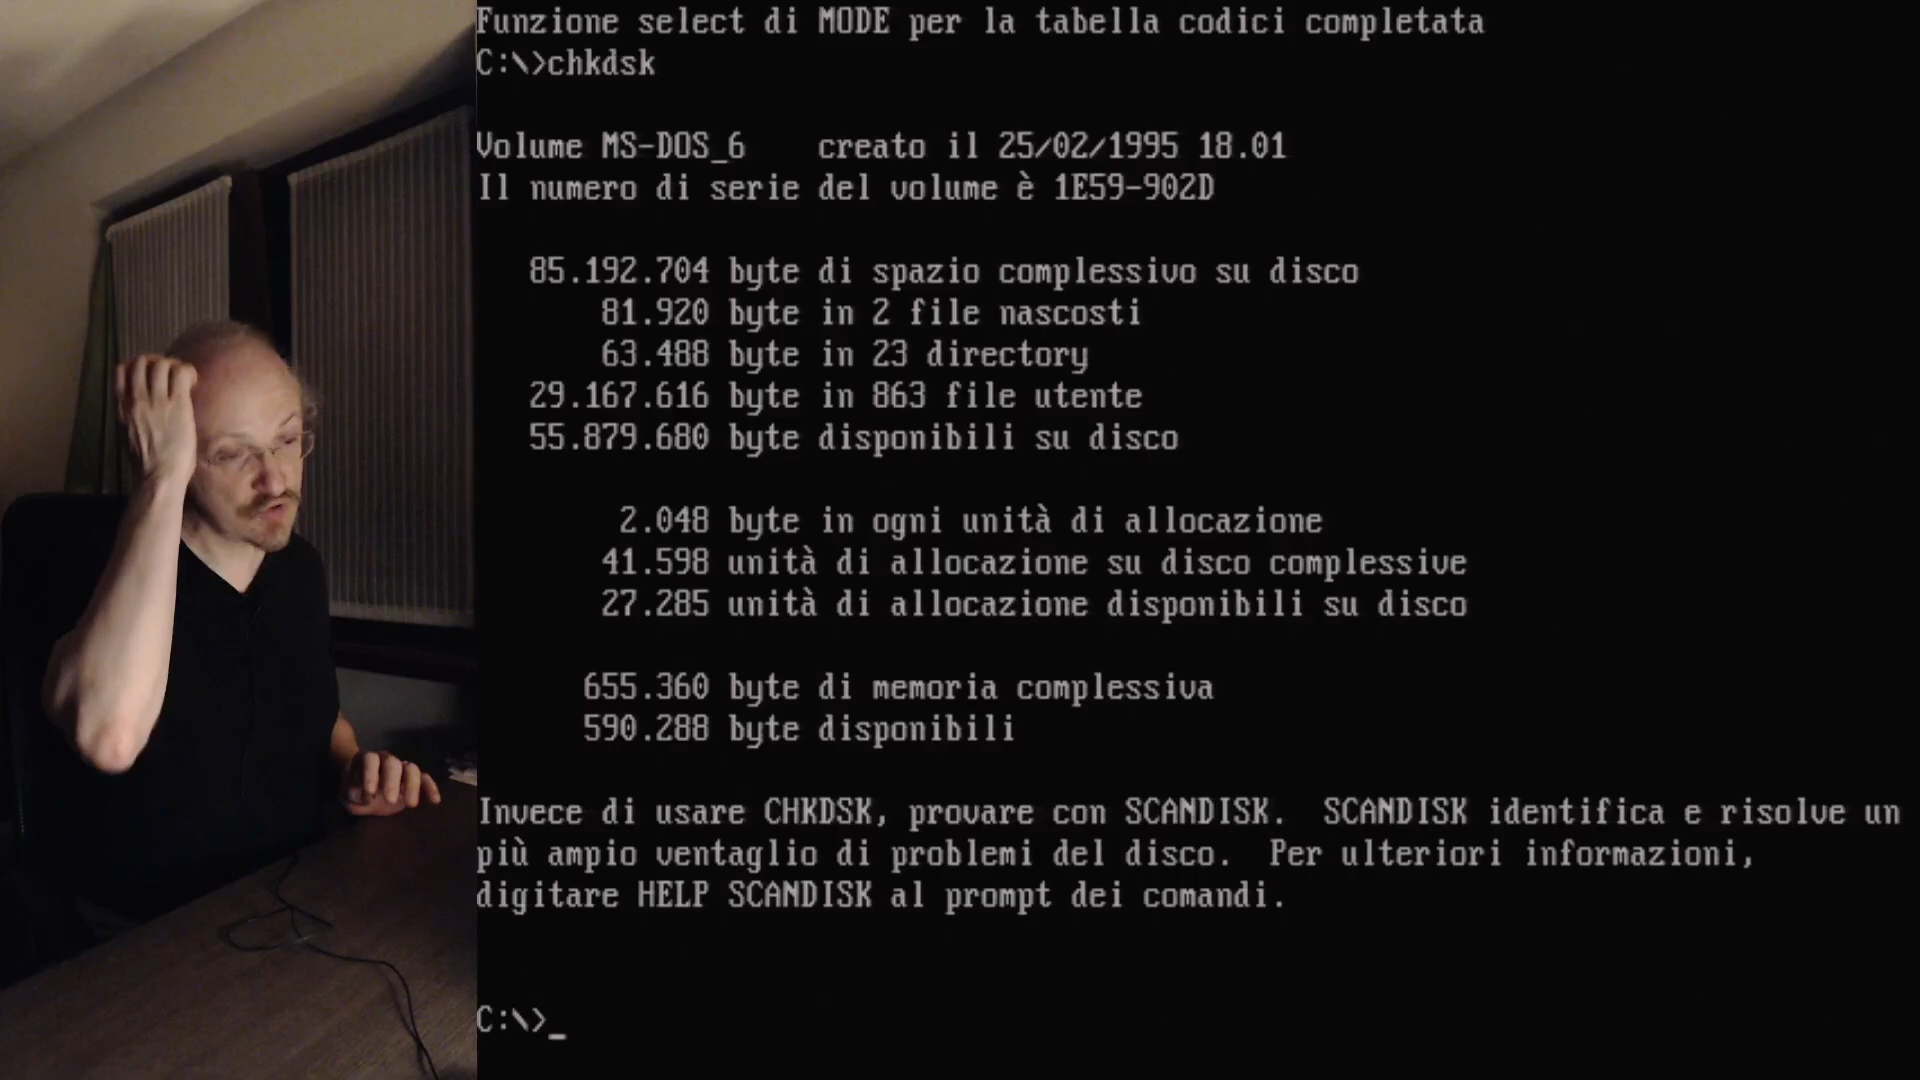 Funzione select di MODE per la tabella codici completata
C:\>chkdsk
Volume MS-DOS_6    creato il 25/02/1995 18.01
Il numero di serie del volume è 1E59-902D
85.192.704 byte di spazio complessivo su disco
81.920 byte in 2 file nascosti
63.488 byte in 23 directory
29.167.616 byte in 863 file utente
55.879.680 byte disponibili su disco
2.048 byte in ogni unità di allocazione
41.598 unità di allocazione su disco complessive
27.285 unità di allocazione disponibili su disco
655.360 byte di memoria complessiva
590.288 byte disponibili
Invece di usare CHKDSK, provare con SCANDISK.  SCANDISK identifica e risolve un
più ampio ventaglio di problemi del disco.  Per ulteriori informazioni,
digitare HELP SCANDISK al prompt dei comandi.
C:\>_